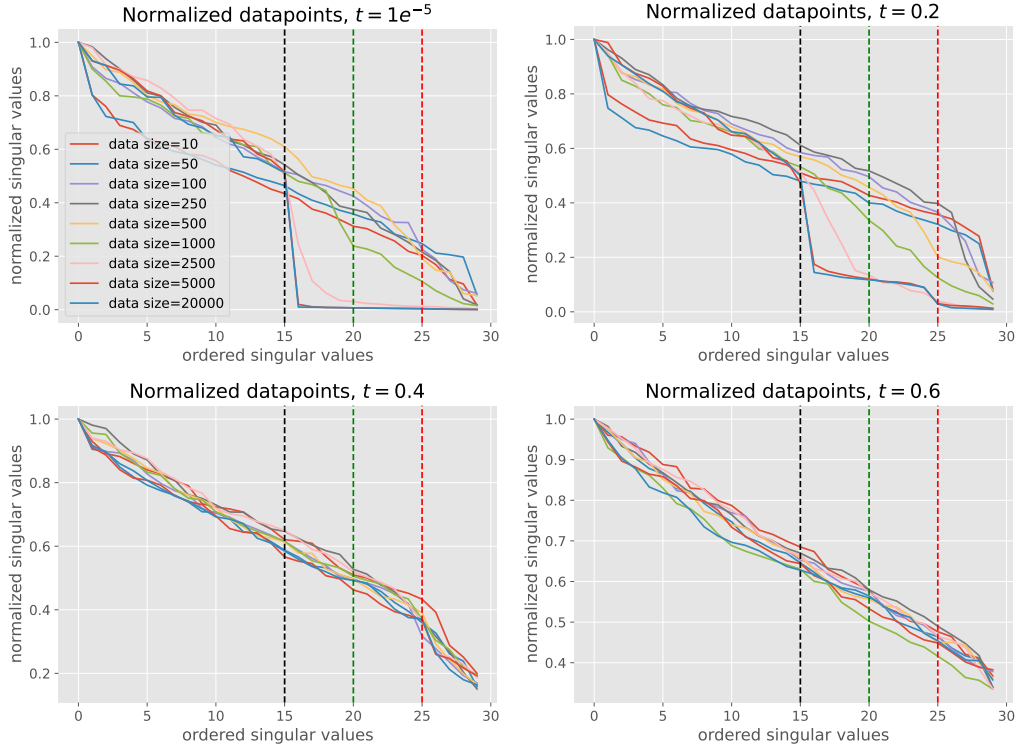 Normalized datapoints, t = 1e⁻⁵
normalized singular values
1.0
0.8
0.6
0.4
0.2
0.0
data size=10
data size=50
data size=100
data size=250
data size=500
data size=1000
data size=2500
data size=5000
data size=20000
0 5 10 15 20 25 30
ordered singular values
Normalized datapoints, t = 0.2
normalized singular values
1.0
0.8
0.6
0.4
0.2
0.0
0 5 10 15 20 25 30
ordered singular values
Normalized datapoints, t = 0.4
normalized singular values
1.0
0.8
0.6
0.4
0.2
0 5 10 15 20 25 30
ordered singular values
Normalized datapoints, t = 0.6
normalized singular values
1.0
0.9
0.8
0.7
0.6
0.5
0.4
0 5 10 15 20 25 30
ordered singular values